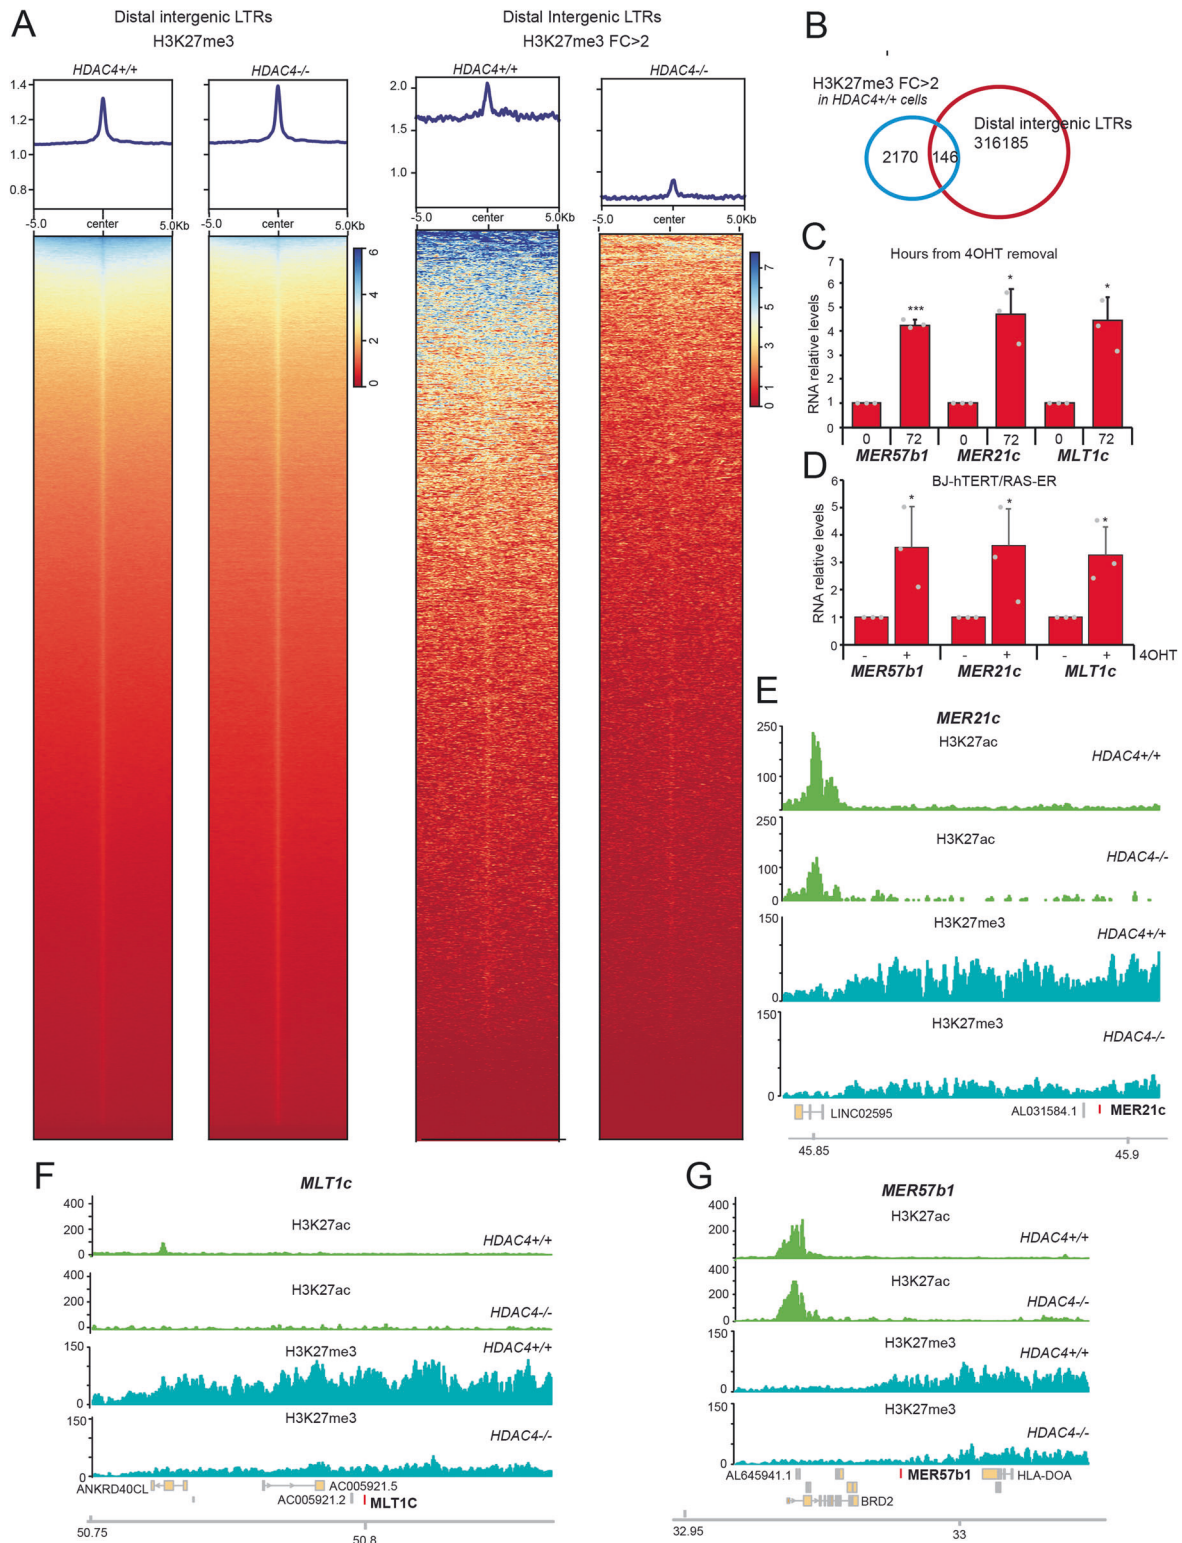 A
Distal intergenic LTRs
H3K27me3
HDAC4+/+
HDAC4-/-
1.4
1.0
1.2
-5.0
center
5.0Kb
-5.0
center
5.0Kb
6
4
2
0
Distal Intergenic LTRs
H3K27me3 FC>2
HDAC4+/+
HDAC4-/-
2.0
1.5
1.0
-5.0
center
5.0
-5.0
center
5.0Kb
7
5
3
1
0
B
H3K27me3 FC>2
in HDAC4+/+ cells
Distal intergenic LTRs
316185
2170
146
C
Hours from 4OHT removal
RNA relative levels
7
6
5
4
3
2
1
0
***
*
*
0
72
0
72
0
72
MER57b1
MER21c
MLT1c
D
BJ-hTERT/RAS-ER
RNA relative levels
6
5
4
3
2
1
0
*
*
*
-
+
-
+
-
+
4OHT
MER57b1
MER21c
MLT1c
E
MER21c
250
100
0
H3K27ac
HDAC4+/+
250
100
0
H3K27ac
HDAC4-/-
150
0
H3K27me3
HDAC4+/+
150
0
H3K27me3
HDAC4-/-
LINC02595
AL031584.1
MER21c
45.85
45.9
F
MLT1c
400
200
0
H3K27ac
HDAC4+/+
400
200
0
H3K27ac
HDAC4-/-
150
0
H3K27me3
HDAC4+/+
150
0
H3K27me3
HDAC4-/-
ANKRD40CL
AC005921.5
AC005921.2
MLT1C
50.75
50.8
G
MER57b1
400
200
0
H3K27ac
HDAC4+/+
400
200
0
H3K27ac
HDAC4-/-
150
0
H3K27me3
HDAC4+/+
150
0
H3K27me3
HDAC4-/-
AL645941.1
MER57b1
HLA-DOA
BRD2
32.95
33